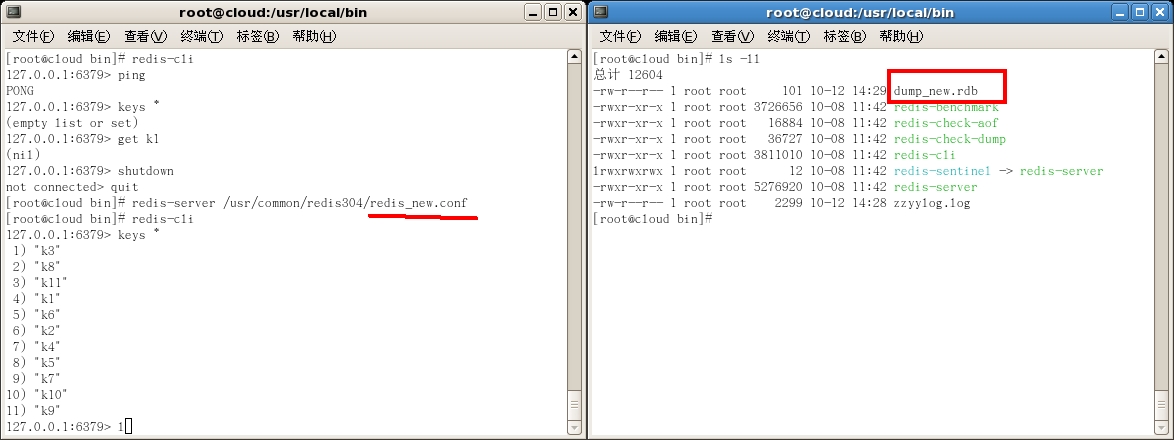 root@cloud:/usr/local/bin
文件(F) 编辑(E) 查看(V) 终端(T) 标签(B) 帮助(H)
[root@cloud bin]# redis-cli
127.0.0.1:6379> ping
PONG
127.0.0.1:6379> keys *
(empty list or set)
127.0.0.1:6379> get k1
(nil)
127.0.0.1:6379> shutdown
not connected> quit
[root@cloud bin]# redis-server /usr/common/redis304/redis_new.conf
[root@cloud bin]# redis-cli
127.0.0.1:6379> keys *
1) "k3"
2) "k8"
3) "k11"
4) "k1"
5) "k6"
6) "k2"
7) "k4"
8) "k5"
9) "k7"
10) "k10"
11) "k9"
127.0.0.1:6379> l
root@cloud:/usr/local/bin
文件(F) 编辑(E) 查看(V) 终端(T) 标签(B) 帮助(H)
[root@cloud bin]# ls -ll
总计 12604
-rw-r--r-- 1 root root 101 10-12 14:29 dump_new.rdb
-rwxr-xr-x 1 root root 3726656 10-08 11:42 redis-benchmark
-rwxr-xr-x 1 root root 16884 10-08 11:42 redis-check-aof
-rwxr-xr-x 1 root root 36727 10-08 11:42 redis-check-dump
-rwxr-xr-x 1 root root 3811010 10-08 11:42 redis-cli
lrwxrwxrwx 1 root root 12 10-08 11:42 redis-sentinel -> redis-server
-rwxr-xr-x 1 root root 5276920 10-08 11:42 redis-server
-rw-r--r-- 1 root root 2299 10-12 14:28 zzyylog.log
[root@cloud bin]#